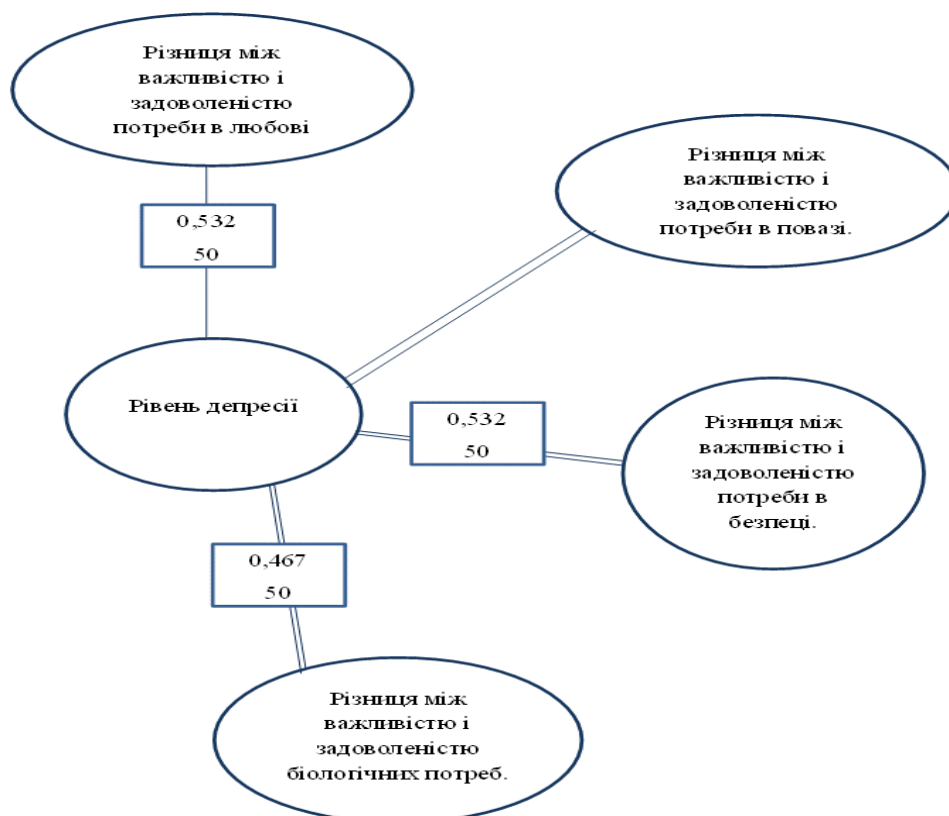 Різниця між
важливістю і
задоволеністю
потреби в любові
Різниця між
важливістю і
задоволеністю
потреби в повазі.
0,532
50
Рівень депресії
0,532
50
Різниця між
важливістю і
задоволеністю
потреби в
безпеці.
0,467
50
Різниця між
важливістю і
задоволеністю
біологічних потреб.